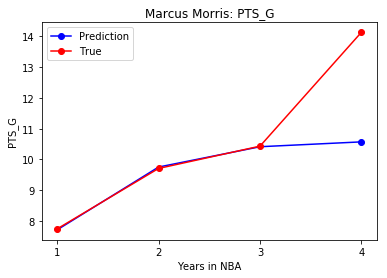 Marcus Morris: PTS_G
Prediction
True
PTS_G
14
13
12
11
10
9
8
1 2 3 4
Years in NBA